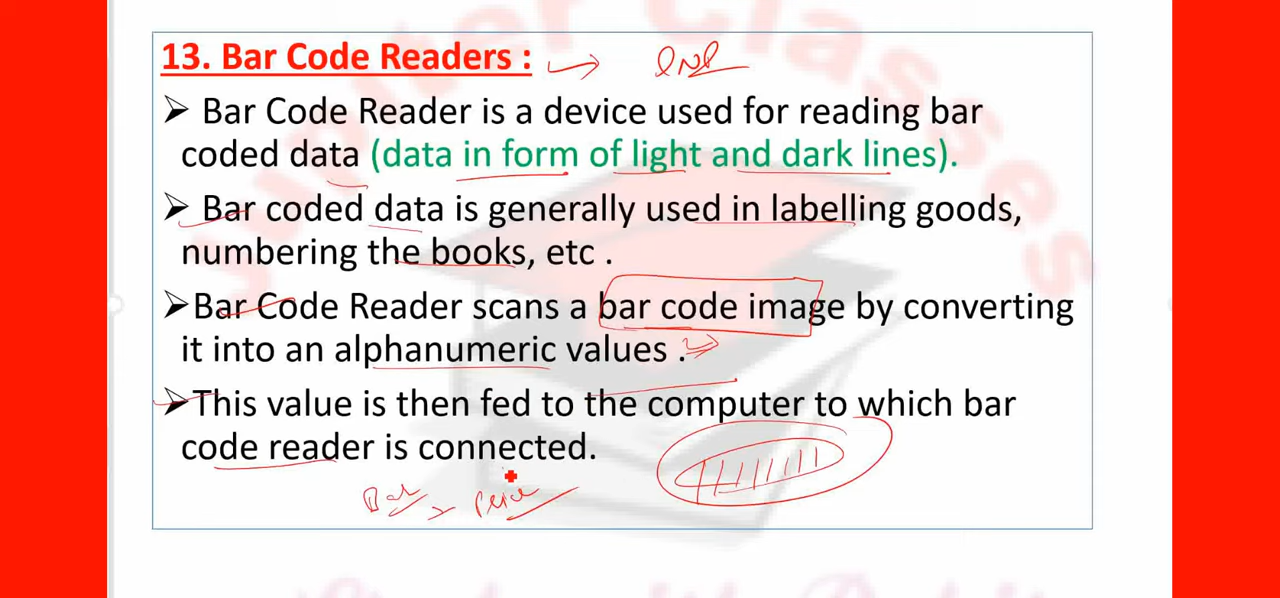 13. Bar Code Readers :
➢ Bar Code Reader is a device used for reading bar
coded data (data in form of light and dark lines).
➢ Bar coded data is generally used in labelling goods,
numbering the books, etc .
➢Bar Code Reader scans a bar code image by converting
it into an alphanumeric values .
➢This value is then fed to the computer to which bar
code reader is connected.
Bar